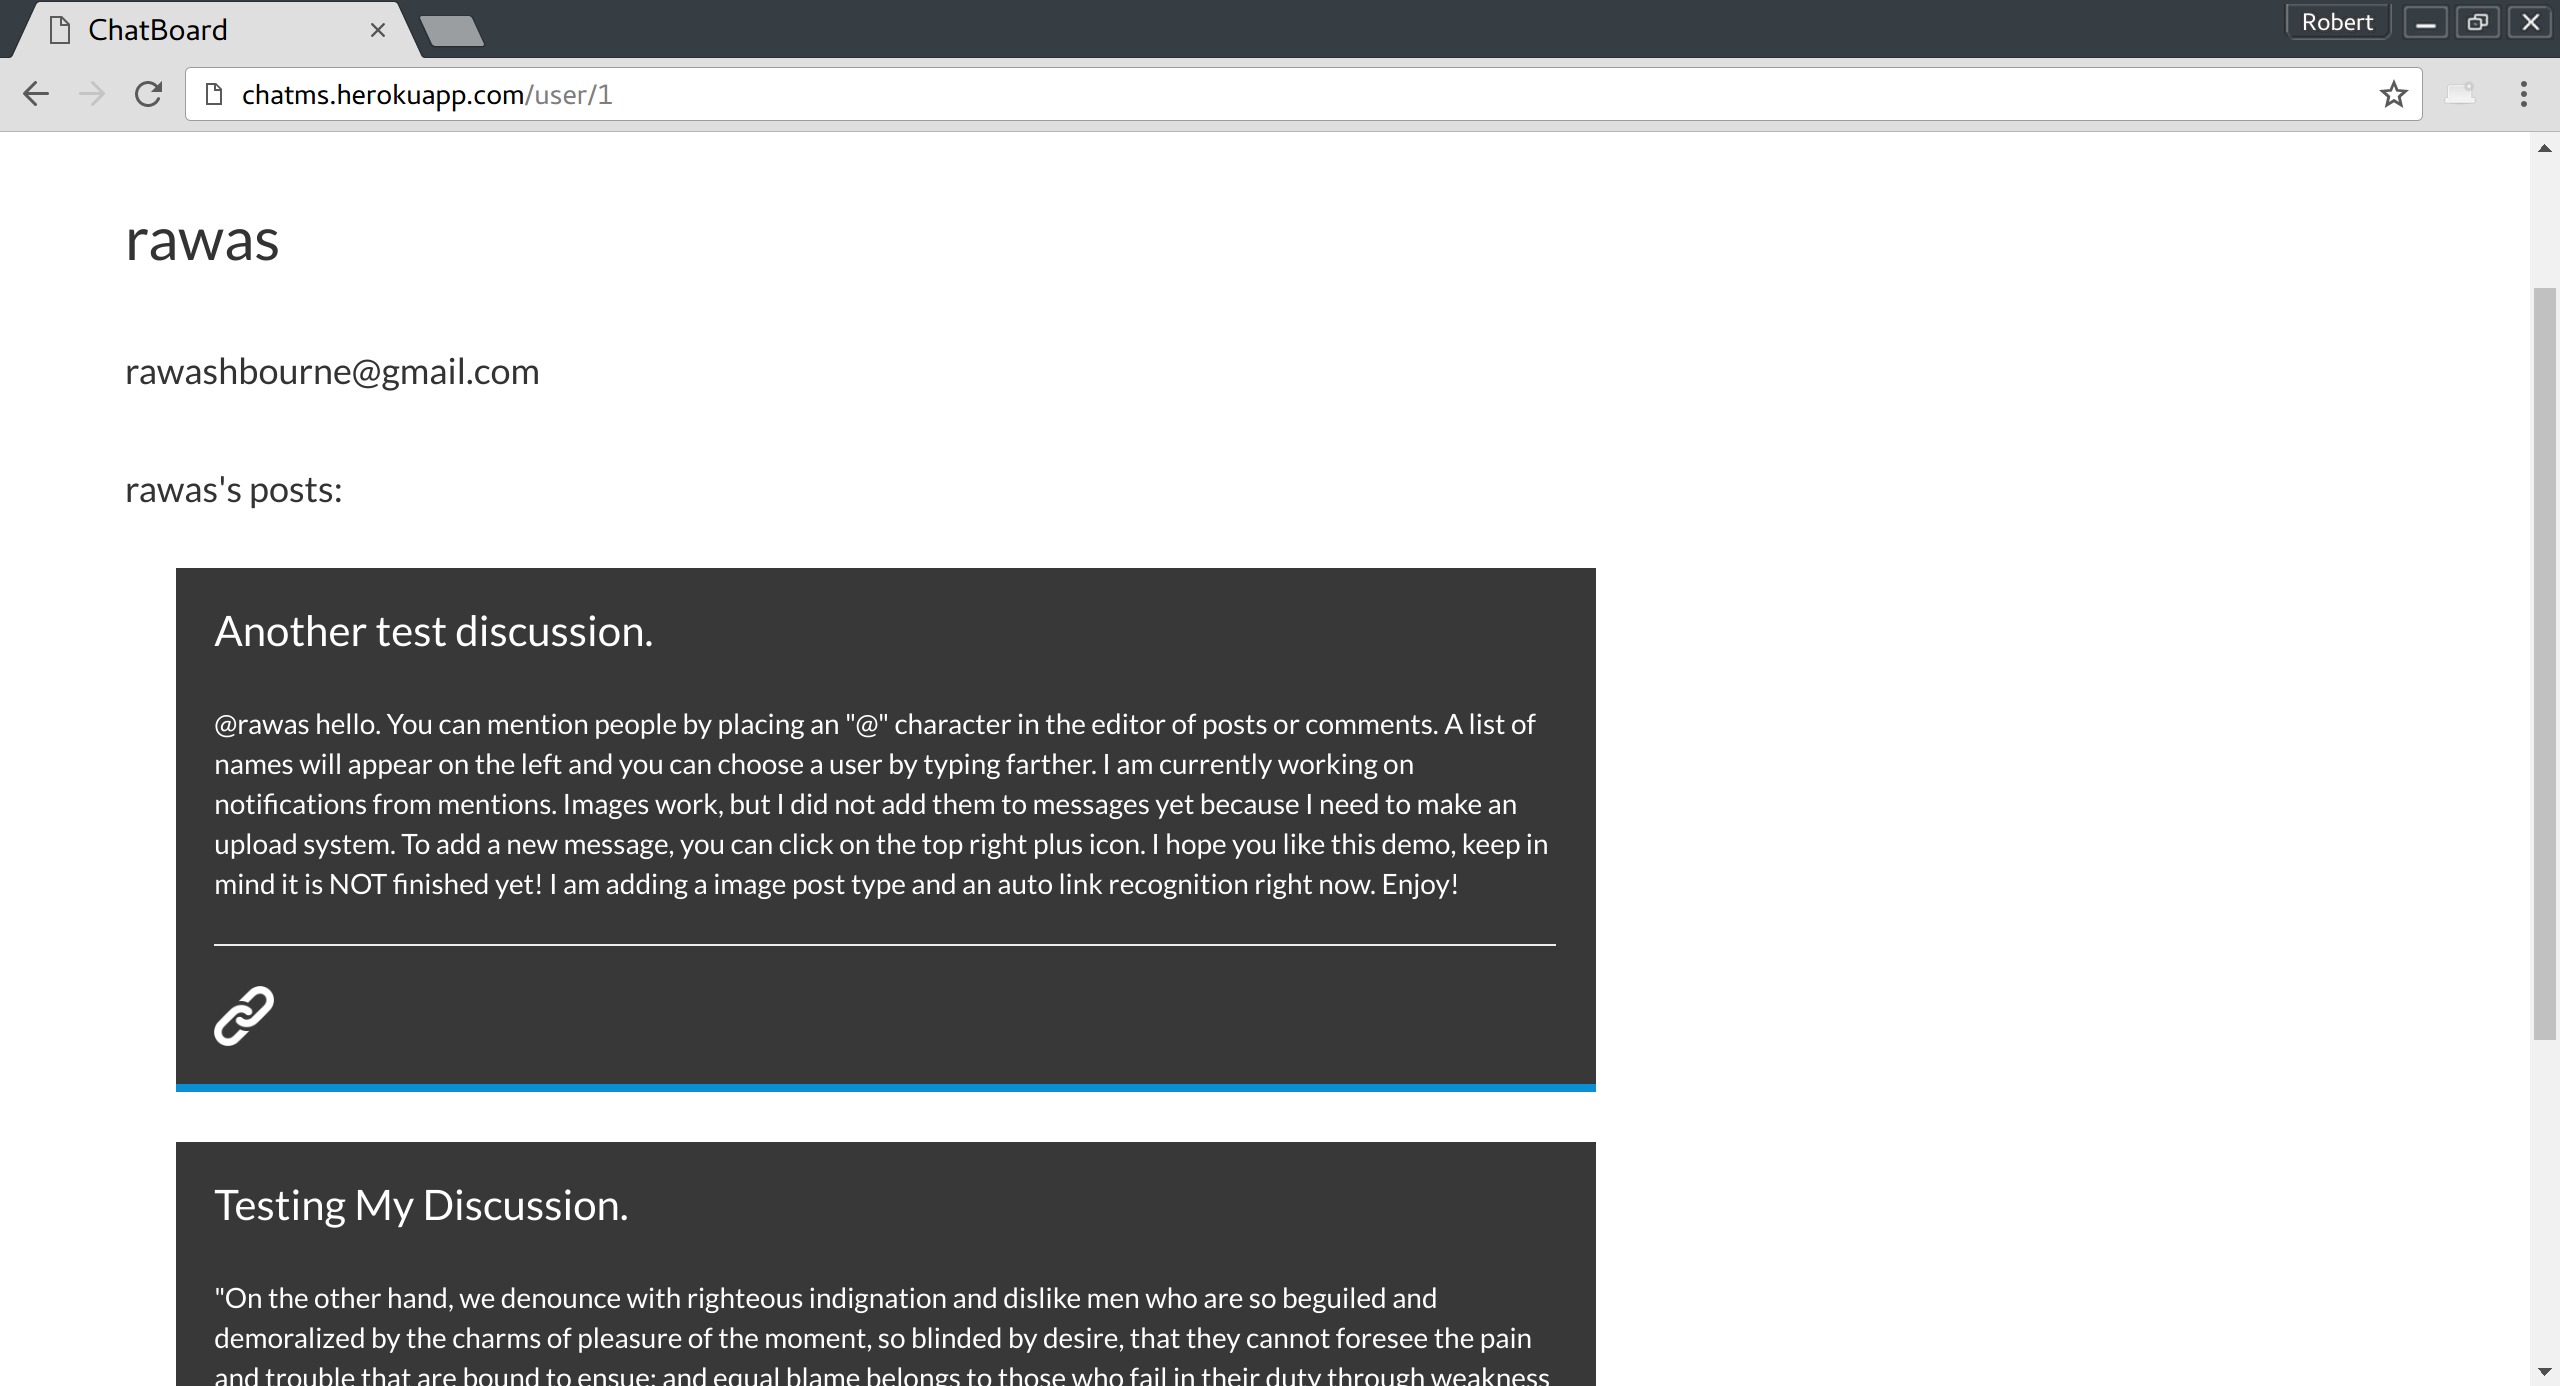 ChatBoard
Robert
chatms.herokuapp.com/user/1
rawas
rawashbourne@gmail.com
rawas's posts:
Another test discussion.
@rawas hello. You can mention people by placing an "@" character in the editor of posts or comments. A list of
names will appear on the left and you can choose a user by typing farther. I am currently working on
notifications from mentions. Images work, but I did not add them to messages yet because I need to make an
upload system. To add a new message, you can click on the top right plus icon. I hope you like this demo, keep in
mind it is NOT finished yet! I am adding a image post type and an auto link recognition right now. Enjoy!
Testing My Discussion.
"On the other hand, we denounce with righteous indignation and dislike men who are so beguiled and
demoralized by the charms of pleasure of the moment, so blinded by desire, that they cannot foresee the pain
and trouble that are bound to ensue; and equal blame belongs to those who fail in their duty through weakness